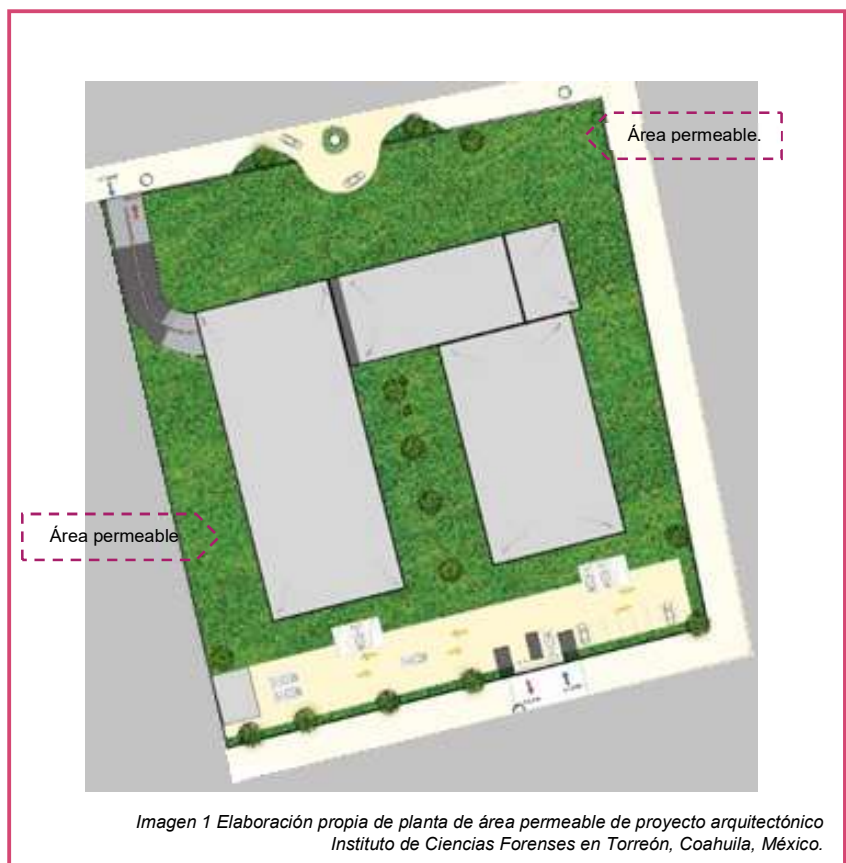 Área permeable.
Área permeable
Imagen 1 Elaboración propia de planta de área permeable de proyecto arquitectónico
Instituto de Ciencias Forenses en Torreón, Coahuila, México.